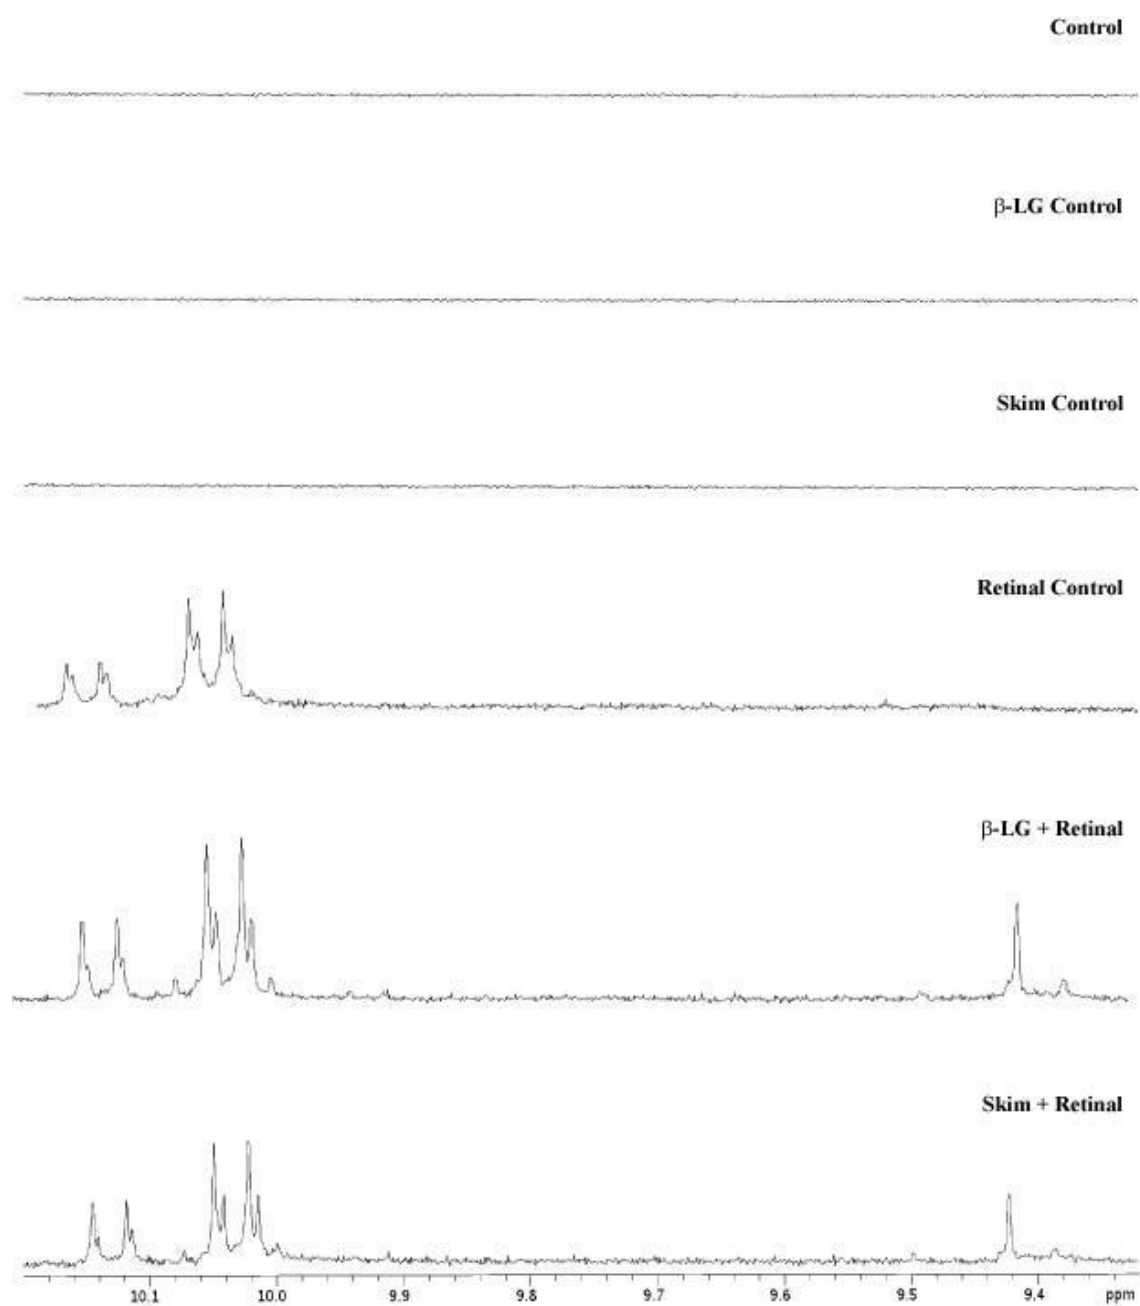 Control
β-LG Control
Skim Control
Retinal Control
β-LG + Retinal
Skim + Retinal
10.1 10.0 9.9 9.8 9.7 9.6 9.5 9.4 ppm